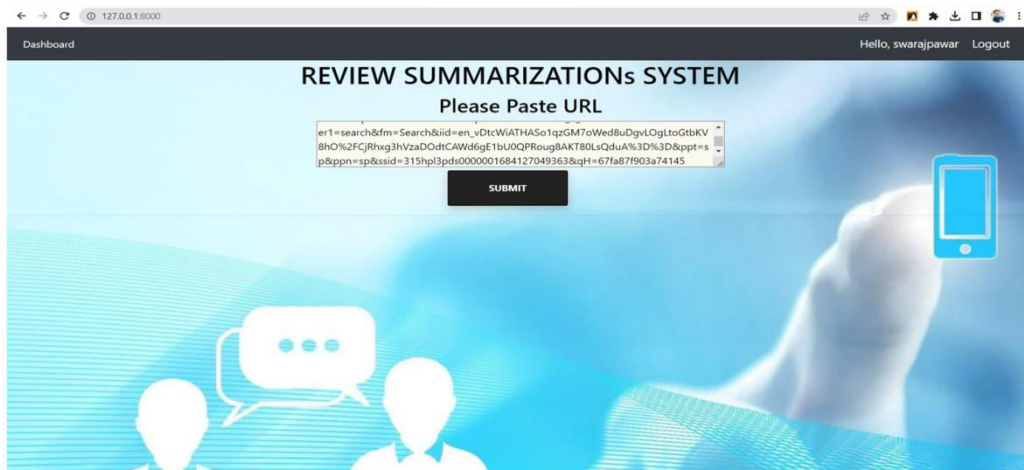 127.0.0.1:8000
Dashboard
Hello, swarajpawar Logout
REVIEW SUMMARIZATIONs SYSTEM
Please Paste URL
er1=search&fm=Search&iid=en_vDtcWiATHASo1qzGM7oWed8uDgvLOgLtoGtbKV
8hO%2FCjRhxg3hVzaDOdtCAWd6gE1bU0QPRoug8AKT80LsQduA%3D%3D&ppt=s
p&ppn=sp&ssid=315hpl3pds0000001684127049363&qH=67fa87f903a74145
SUBMIT